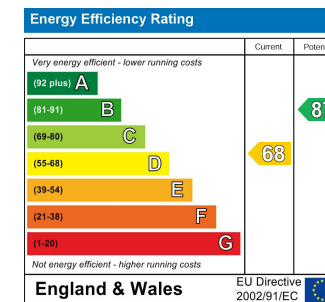 Energy Efficiency Rating
Current
Very energy efficient - lower running costs
(92 plus) A
(81-91) B
(69-80) C
(55-68) D
68
(39-54) E
(21-38) F
(1-20) G
Not energy efficient - higher running costs
England & Wales
EU Directive
2002/91/EC